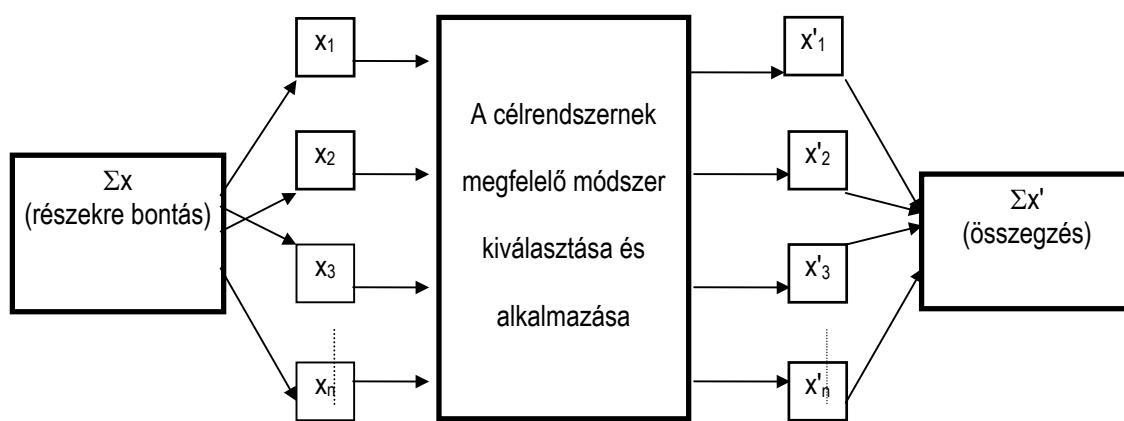 Σx
(részekre bontás)
x₁
x₂
x₃
xₙ
A célrendszernek
megfelelő módszer
kiválasztása és
alkalmazása
x'₁
x'₂
x'₃
x'ₙ
Σx'
(összegzés)